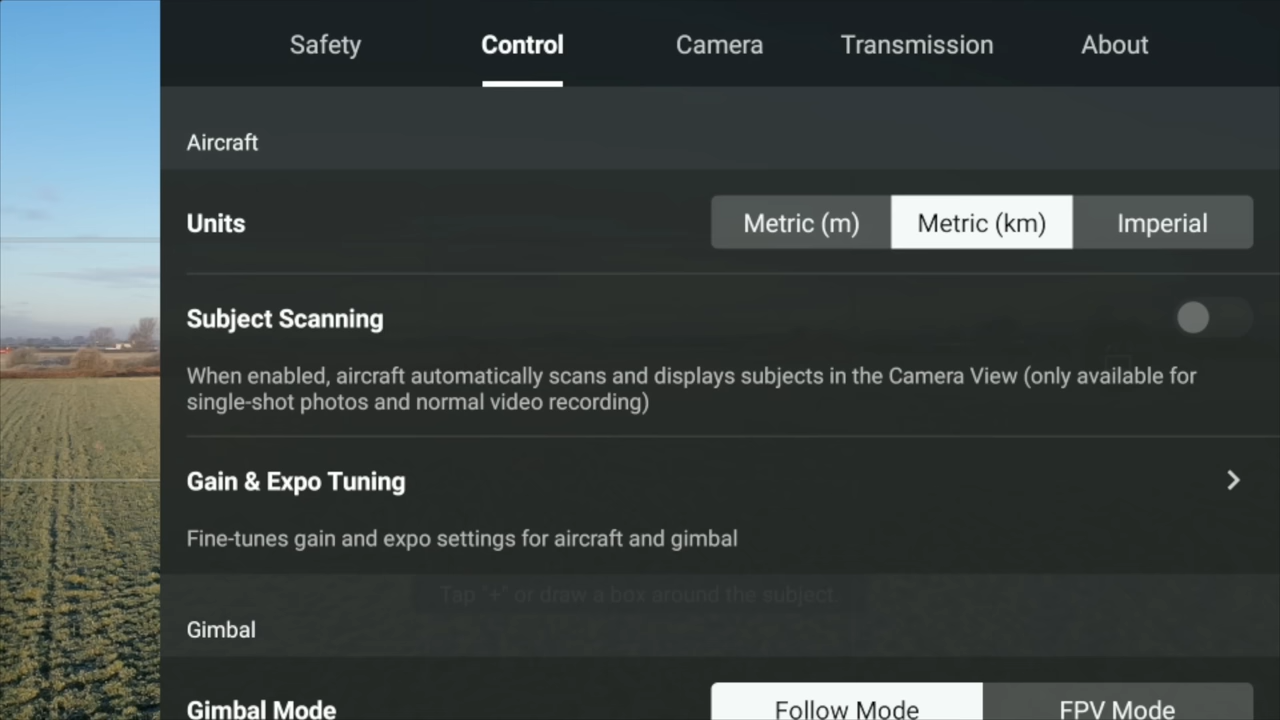 Safety Control Camera Transmission About
Aircraft
Units Metric (m) Metric (km) Imperial
Subject Scanning
When enabled, aircraft automatically scans and displays subjects in the Camera View (only available for
single-shot photos and normal video recording)
Gain & Expo Tuning
Fine-tunes gain and expo settings for aircraft and gimbal
Tap "+" or draw a box around the subject.
Gimbal
Gimbal Mode Follow Mode FPV Mode